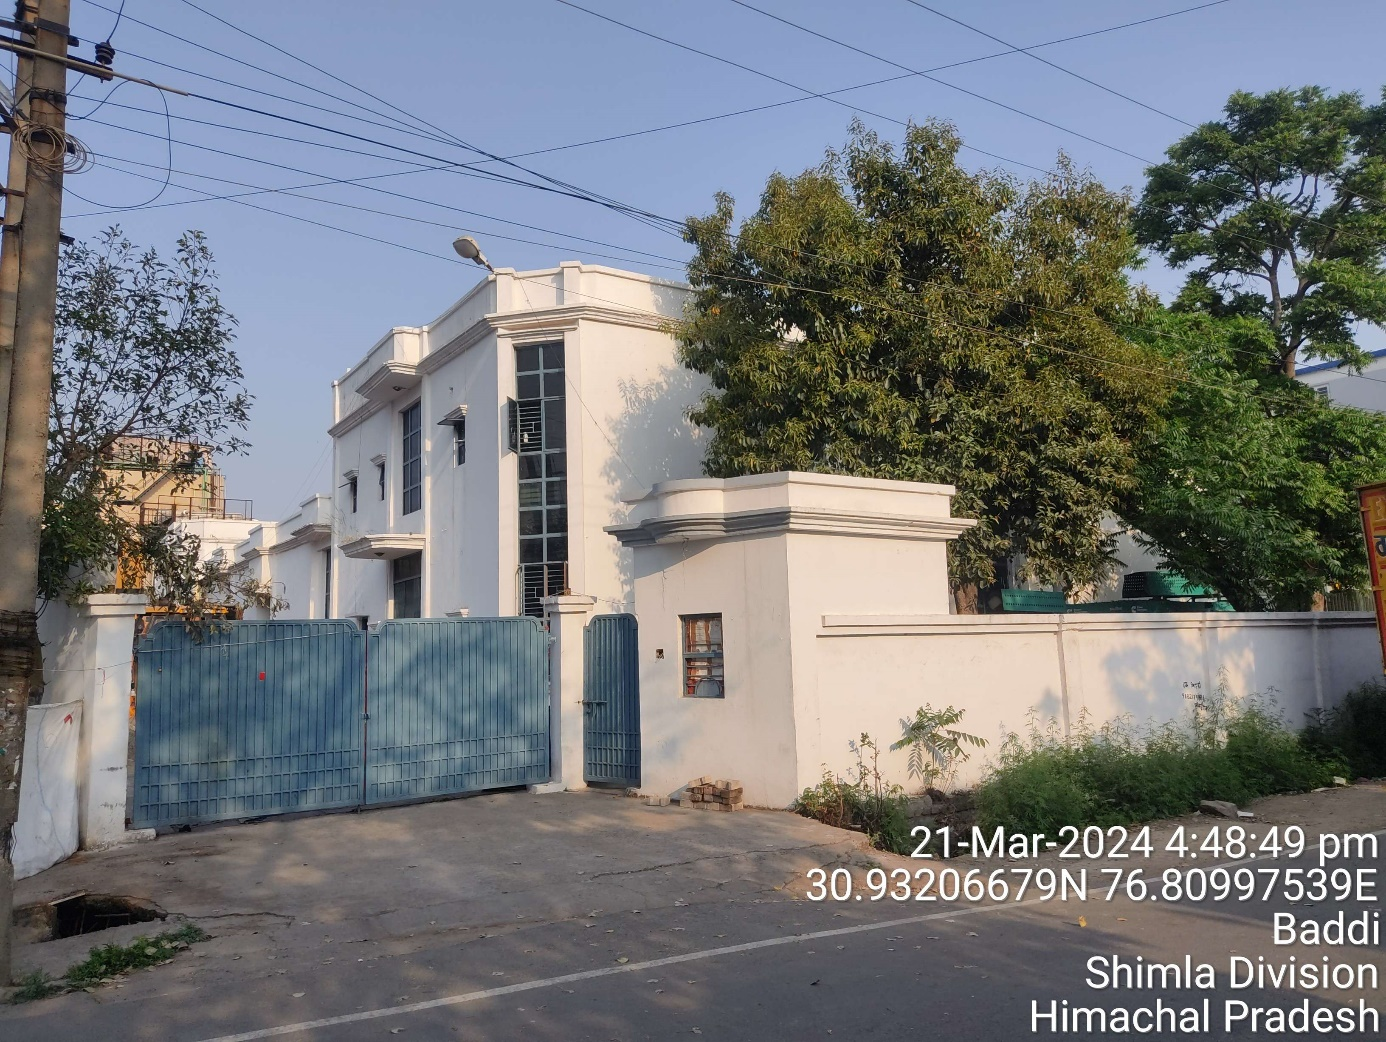 21-Mar-2024 4:48:49 pm
30.93206679N 76.80997539E
Baddi
Shimla Division
Himachal Pradesh